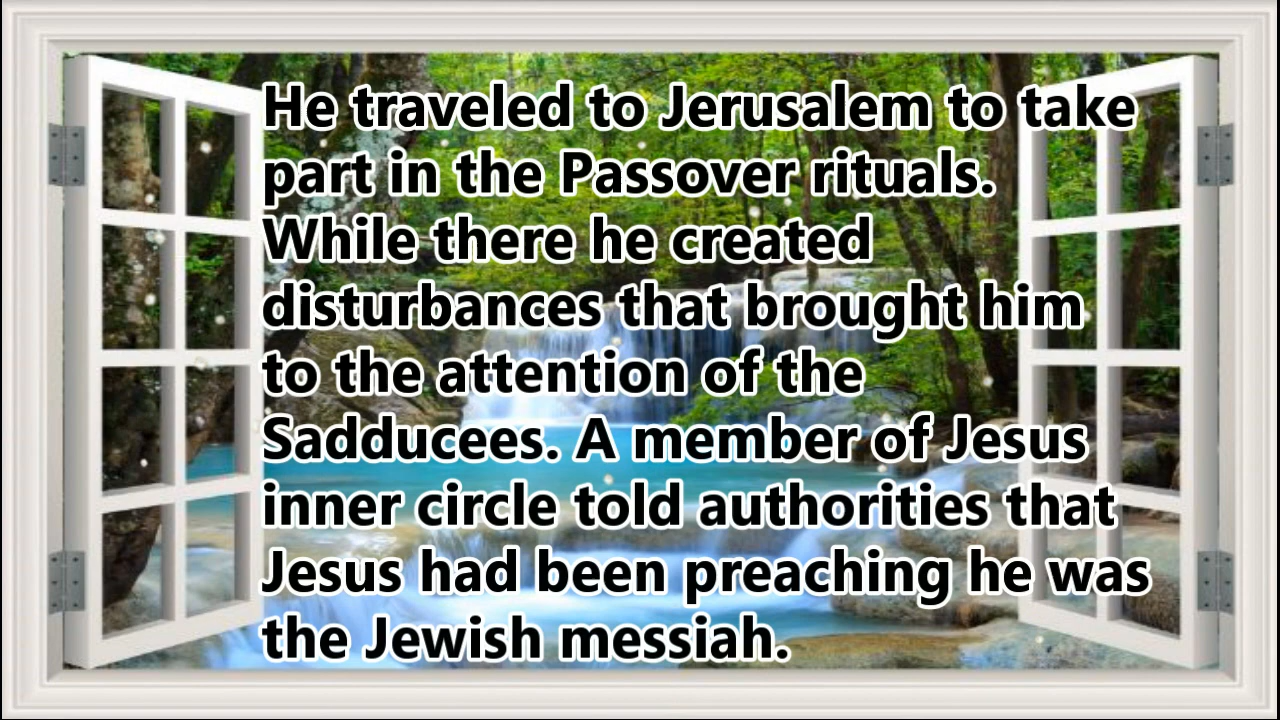 He traveled to Jerusalem to take
part in the Passover rituals.
While there he created
disturbances that brought him
to the attention of the
Sadducees. A member of Jesus
inner circle told authorities that
Jesus had been preaching he was
the Jewish messiah.